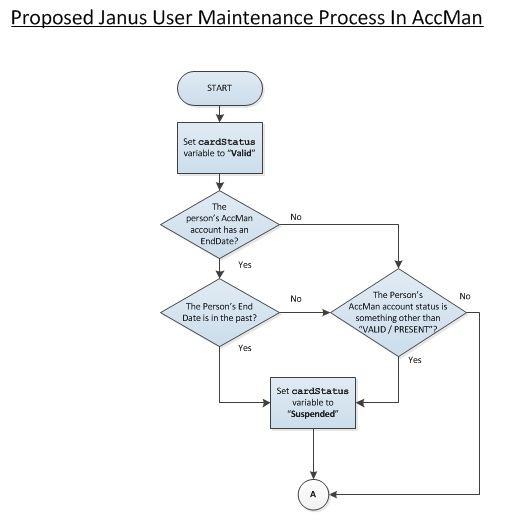 Proposed Janus User Maintenance Process In AccMan
START
Set cardStatus
variable to "Valid"
The
person's AccMan
account has an
EndDate?
No
Yes
The Person's End
Date is in the past?
No
The Person's
AccMan account status is
something other than
"VALID / PRESENT"?
No
Yes
Yes
Set cardStatus
variable to
"Suspended"
A